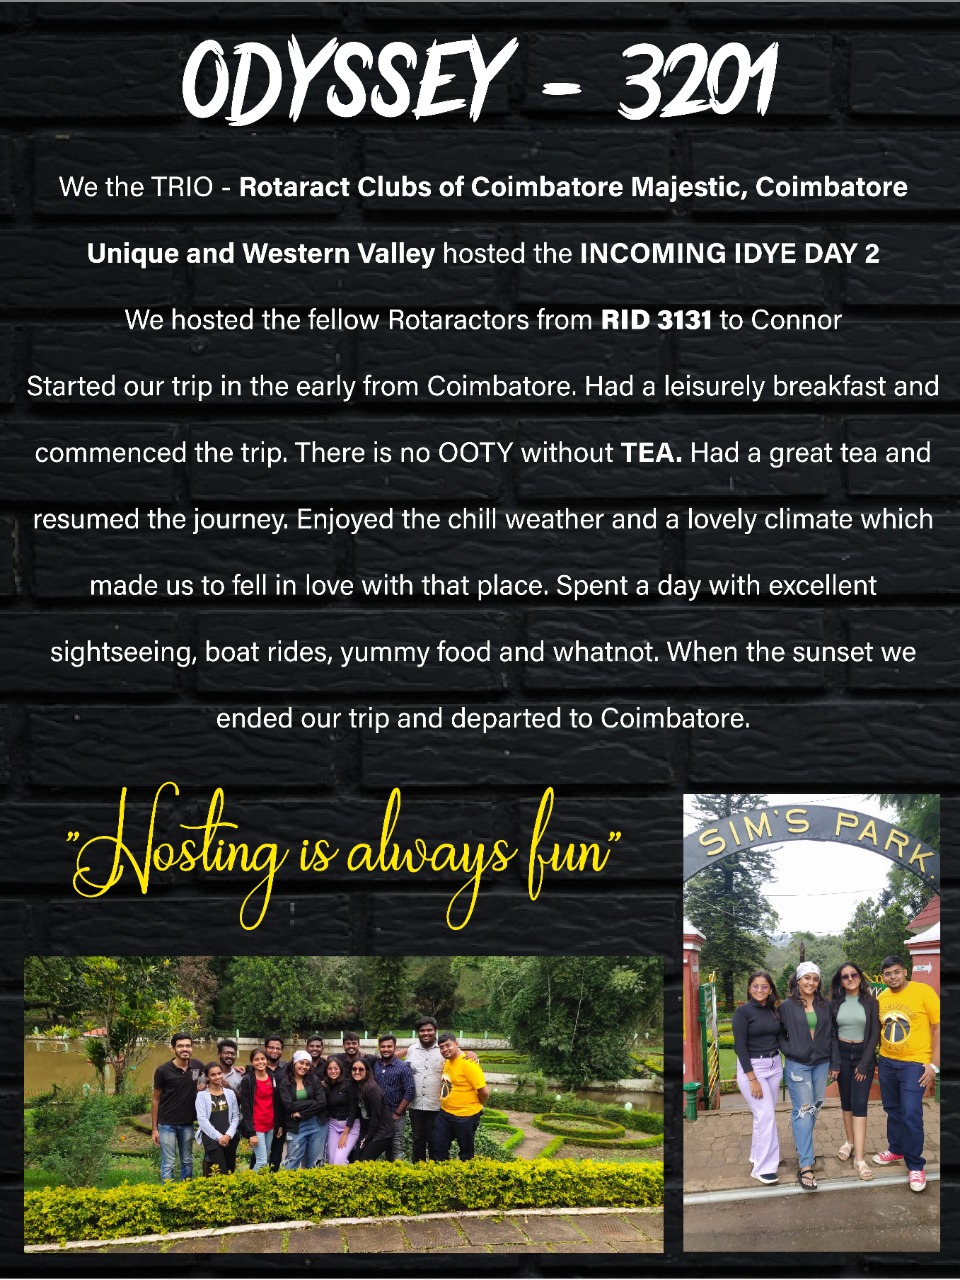 ODYSSEY - 3201
We the TRIO - Rotaract Clubs of Coimbatore Majestic, Coimbatore
Unique and Western Valley hosted the INCOMING IDYE DAY 2
We hosted the fellow Rotaractors from RID 3131 to Connor
Started our trip in the early from Coimbatore. Had a leisurely breakfast and
commenced the trip. There is no OOTY without TEA. Had a great tea and
resumed the journey. Enjoyed the chill weather and a lovely climate which
made us to fell in love with that place. Spent a day with excellent
sightseeing, boat rides, yummy food and whatnot. When the sunset we
ended our trip and departed to Coimbatore.
"Hosting is always fun"
SIM'S PARK.